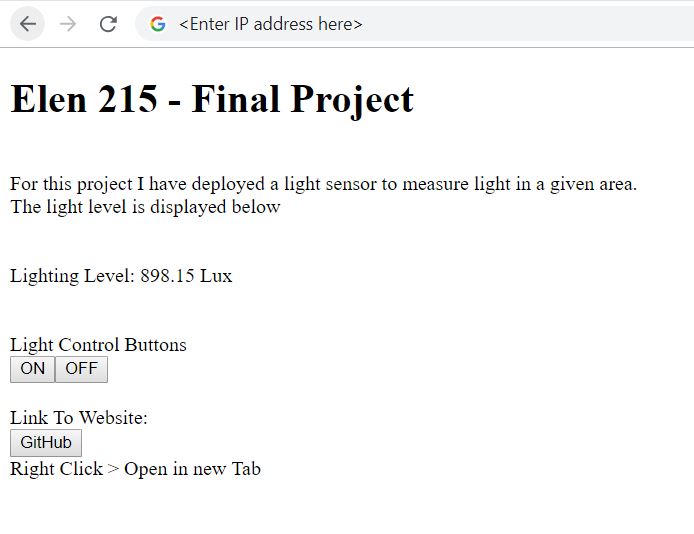 <Enter IP address here>
Elen 215 - Final Project
For this project I have deployed a light sensor to measure light in a given area.
The light level is displayed below
Lighting Level: 898.15 Lux
Light Control Buttons
ON OFF
Link To Website:
GitHub
Right Click > Open in new Tab